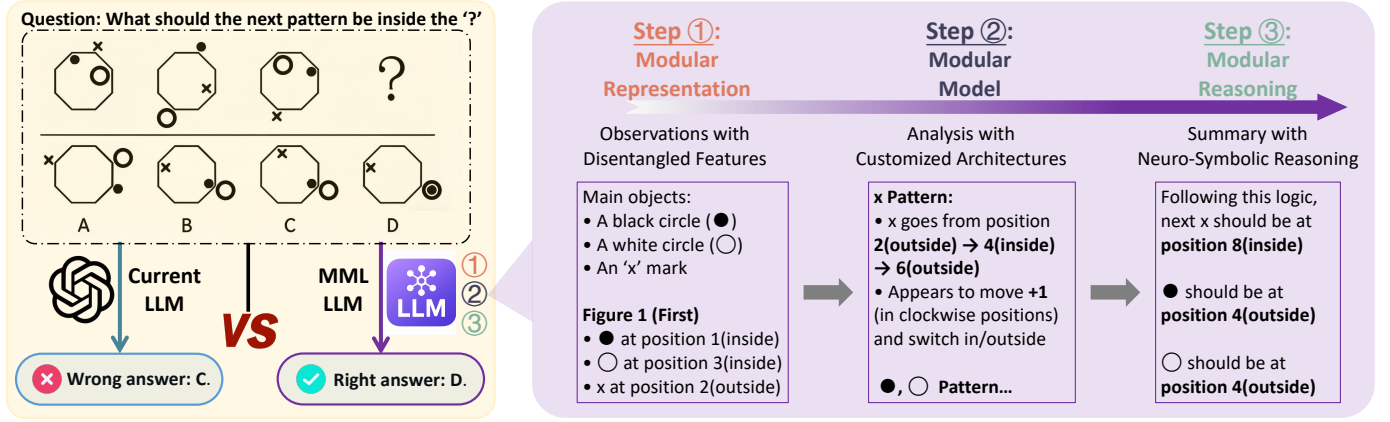 Question: What should the next pattern be inside the ‘?’
?
A B C D
Current
LLM
VS
MML
LLM
LLM
①
②
③
Wrong answer: C.
Right answer: D.
Step ①:
Modular
Representation
Step ②:
Modular
Model
Step ③:
Modular
Reasoning
Observations with
Disentangled Features
Analysis with
Customized Architectures
Summary with
Neuro-Symbolic Reasoning
Main objects:
• A black circle (●)
• A white circle (◯)
• An ‘x’ mark
Figure 1 (First)
• ● at position 1(inside)
• ◯ at position 3(inside)
• x at position 2(outside)
x Pattern:
• x goes from position
2(outside) → 4(inside)
→ 6(outside)
• Appears to move +1
(in clockwise positions)
and switch in/outside
●, ◯ Pattern...
Following this logic,
next x should be at
position 8(inside)
● should be at
position 4(outside)
◯ should be at
position 4(outside)